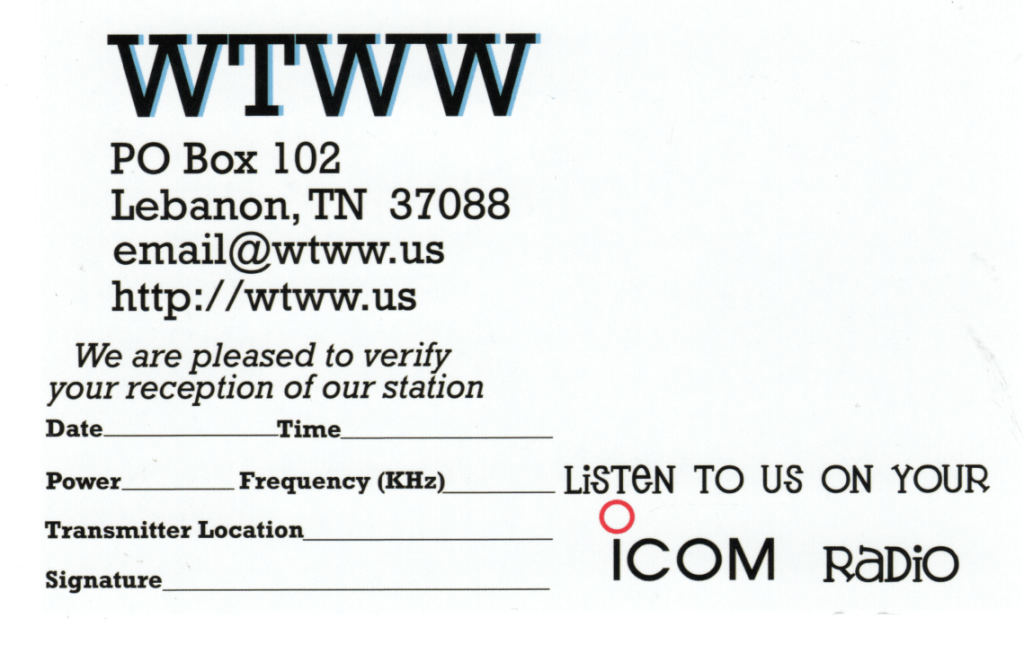 WTWW
PO Box 102
Lebanon, TN 37088
email@wtww.us
http://wtww.us
We are pleased to verify
your reception of our station
Date Time
Power Frequency (KHz)
Transmitter Location
Signature
LiSTEN TO US ON YOUR
iCOM RaDiO